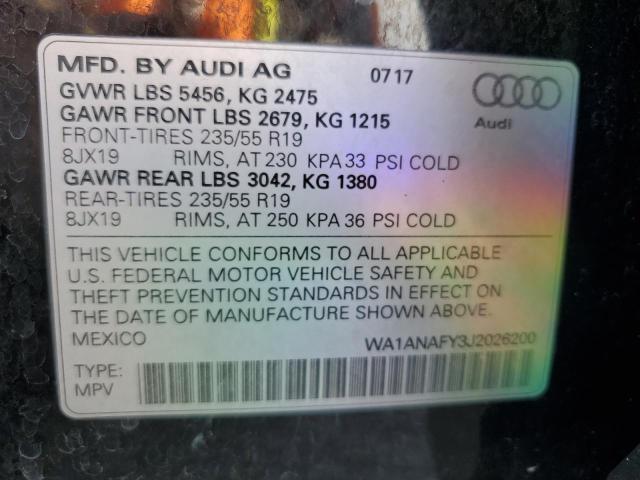 MFD. BY AUDI AG 0717
GVWR LBS 5456, KG 2475
GAWR FRONT LBS 2679, KG 1215
FRONT-TIRES 235/55 R19
8JX19 RIMS, AT 230 KPA 33 PSI COLD
GAWR REAR LBS 3042, KG 1380
REAR-TIRES 235/55 R19
8JX19 RIMS, AT 250 KPA 36 PSI COLD
Audi
THIS VEHICLE CONFORMS TO ALL APPLICABLE
U.S. FEDERAL MOTOR VEHICLE SAFETY AND
THEFT PREVENTION STANDARDS IN EFFECT ON
THE DATE OF MANUFACTURE SHOWN ABOVE.
MEXICO WA1ANAFY3J2026200
TYPE:
MPV